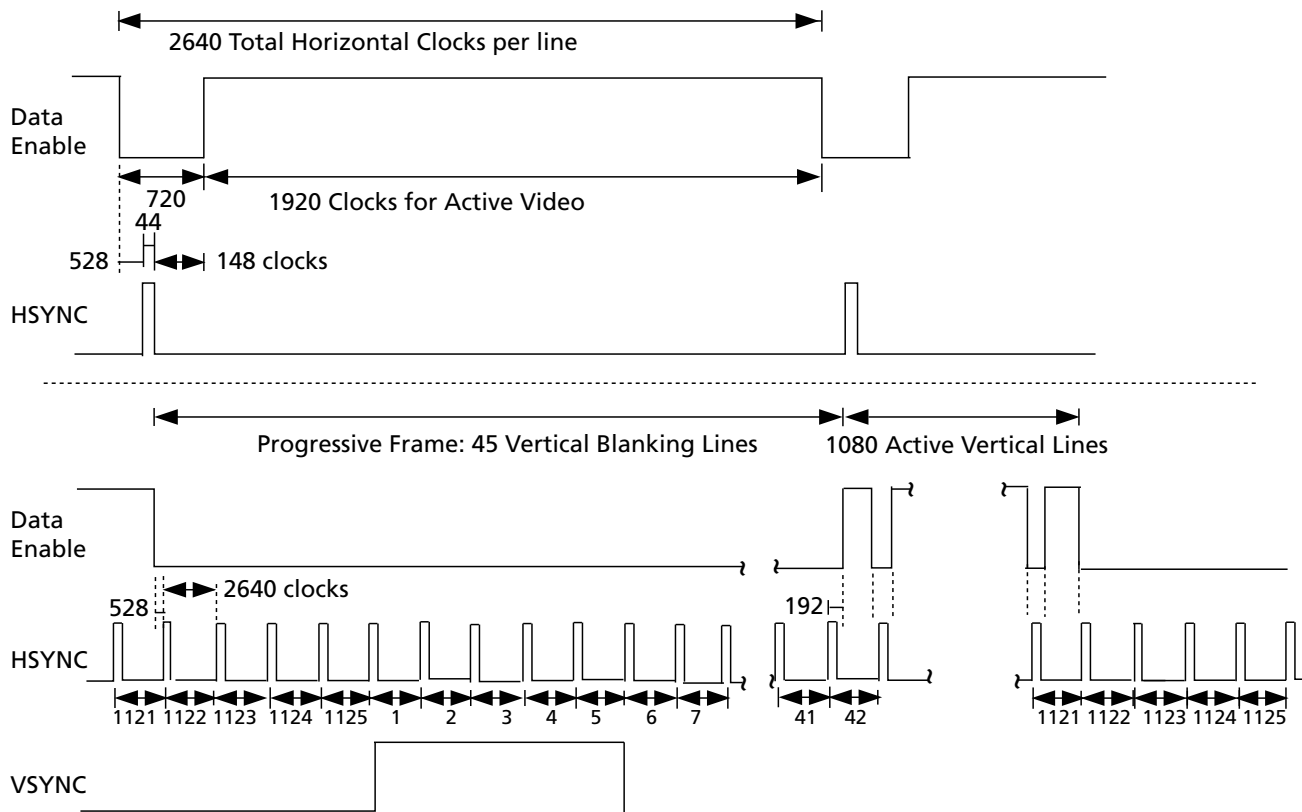 2640 Total Horizontal Clocks per line
Data
Enable
720
1920 Clocks for Active Video
44
528
148 clocks
HSYNC
Progressive Frame: 45 Vertical Blanking Lines
1080 Active Vertical Lines
Data
Enable
2640 clocks
528
192
HSYNC
1121 1122 1123 1124 1125 1 2 3 4 5 6 7 41 42 1121 1122 1123 1124 1125
VSYNC